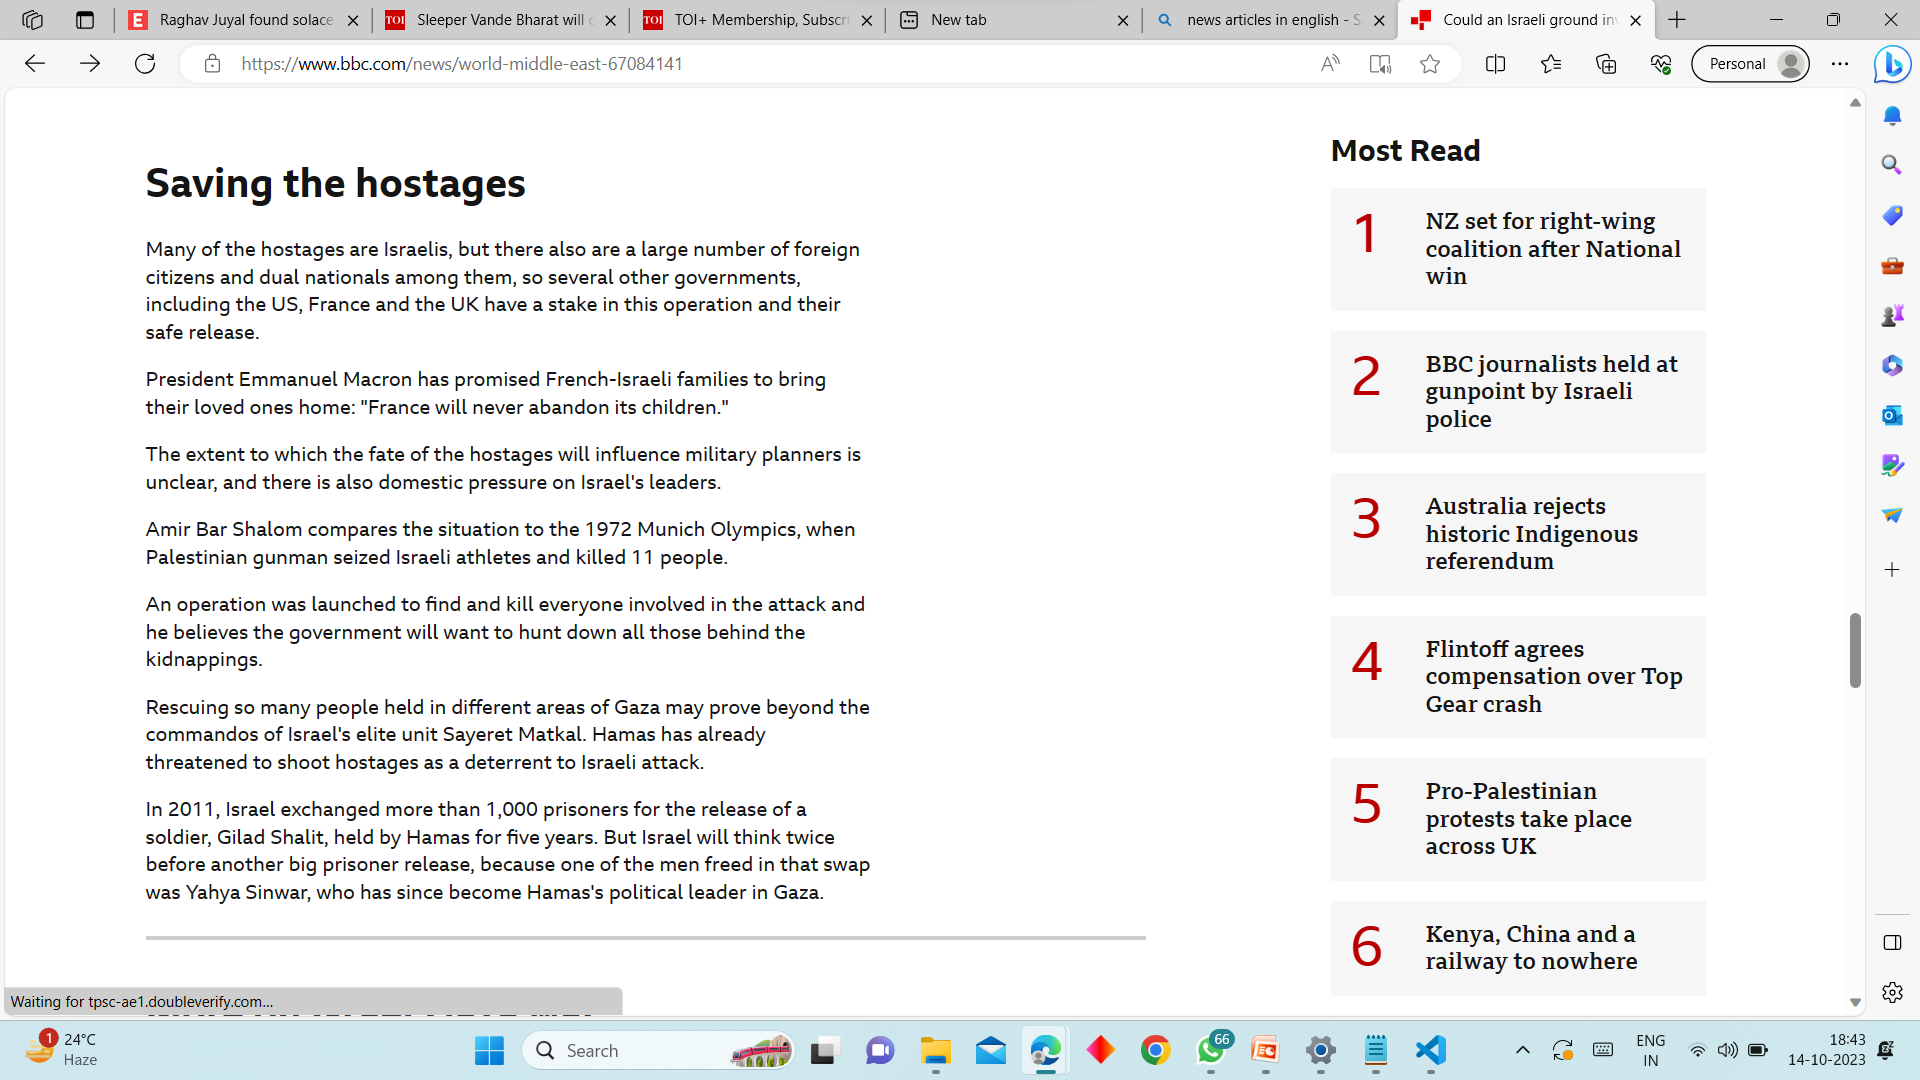 Raghav Juyal found solace
Sleeper Vande Bharat will c
TOI+ Membership, Subscri
New tab
news articles in english - S
Could an Israeli ground inv
https://www.bbc.com/news/world-middle-east-67084141
Personal
Saving the hostages
Many of the hostages are Israelis, but there also are a large number of foreign
citizens and dual nationals among them, so several other governments,
including the US, France and the UK have a stake in this operation and their
safe release.
President Emmanuel Macron has promised French-Israeli families to bring
their loved ones home: "France will never abandon its children."
The extent to which the fate of the hostages will influence military planners is
unclear, and there is also domestic pressure on Israel's leaders.
Amir Bar Shalom compares the situation to the 1972 Munich Olympics, when
Palestinian gunman seized Israeli athletes and killed 11 people.
An operation was launched to find and kill everyone involved in the attack and
he believes the government will want to hunt down all those behind the
kidnappings.
Rescuing so many people held in different areas of Gaza may prove beyond the
commandos of Israel's elite unit Sayeret Matkal. Hamas has already
threatened to shoot hostages as a deterrent to Israeli attack.
In 2011, Israel exchanged more than 1,000 prisoners for the release of a
soldier, Gilad Shalit, held by Hamas for five years. But Israel will think twice
before another big prisoner release, because one of the men freed in that swap
was Yahya Sinwar, who has since become Hamas's political leader in Gaza.
Most Read
1
NZ set for right-wing
coalition after National
win
2
BBC journalists held at
gunpoint by Israeli
police
3
Australia rejects
historic Indigenous
referendum
4
Flintoff agrees
compensation over Top
Gear crash
5
Pro-Palestinian
protests take place
across UK
6
Kenya, China and a
railway to nowhere
Waiting for tpsc-ae1.doubleverify.com...
1
24°C
Haze
Search
66
ENG
IN
18:43
14-10-2023